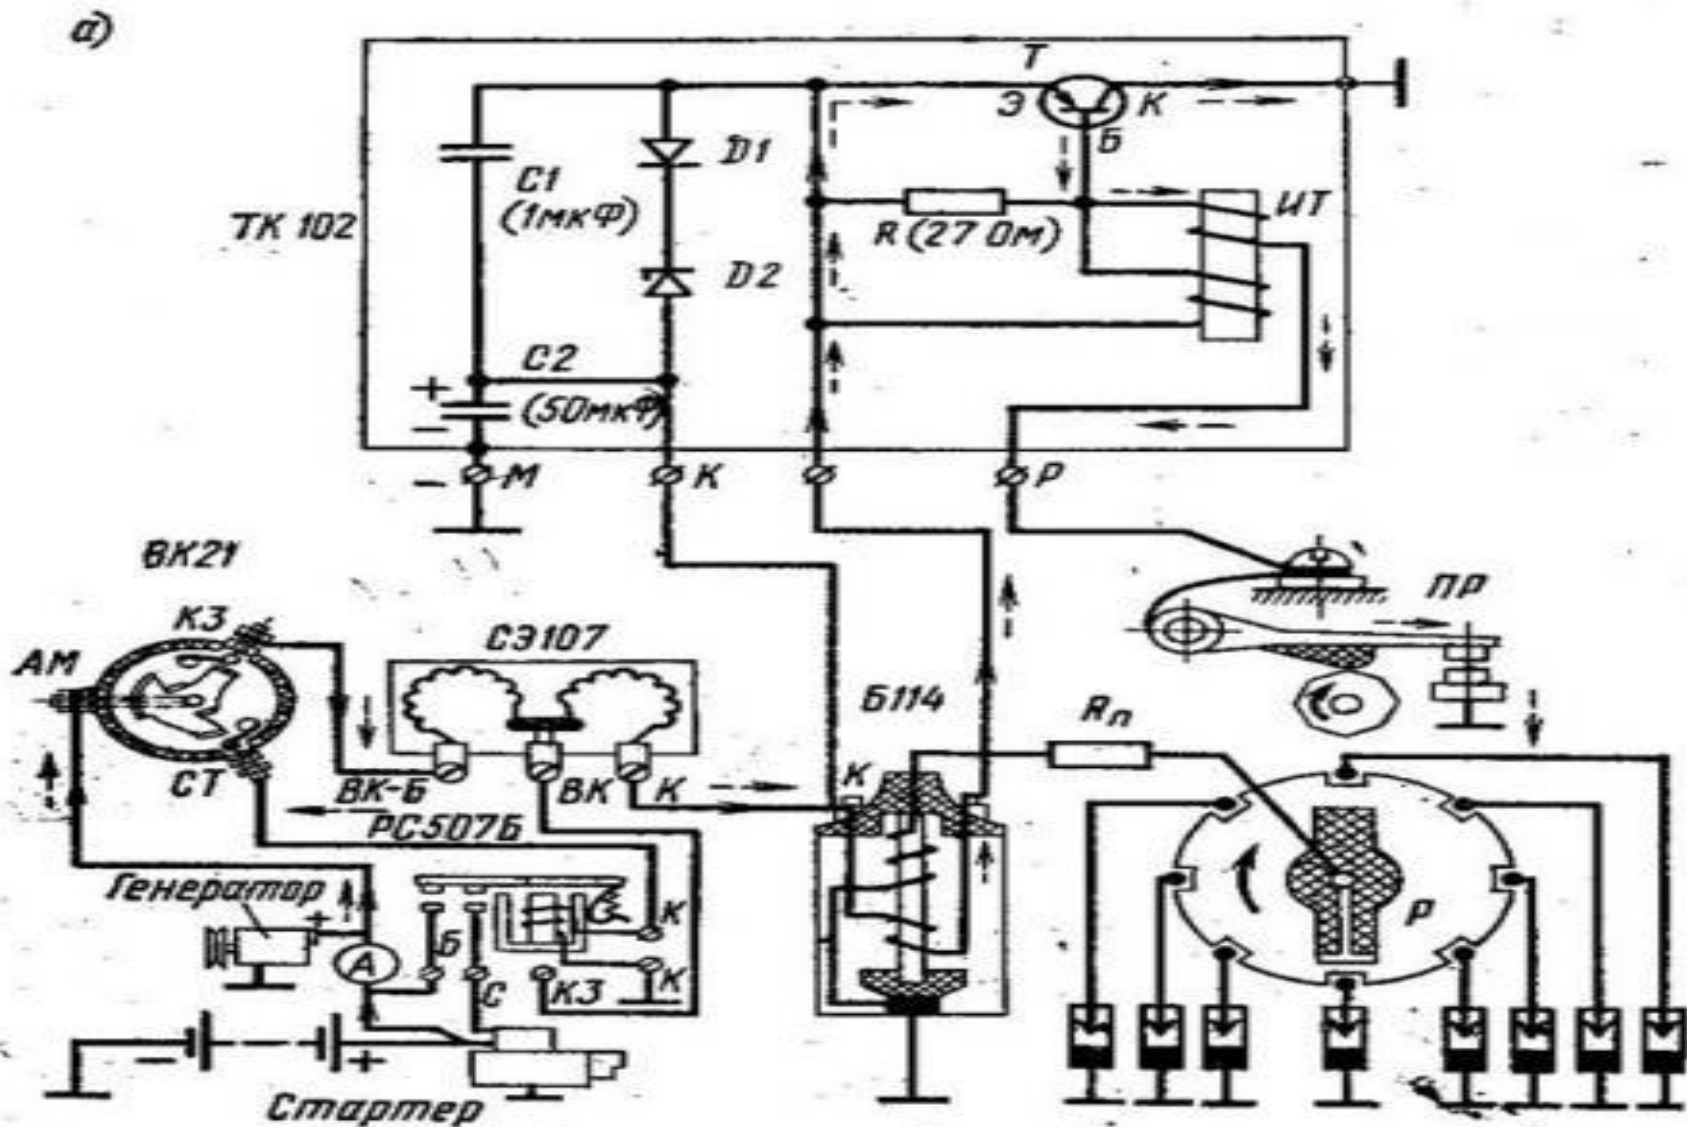 а)
Т
Э
К
Б
D1
С1
(1мкФ)
ТК 102
ИТ
R (27 Ом)
D2
С2
+
(50мкФ)
−
− М
К
Р
ВК21
КЗ
СЭ107
ПР
АМ
Б114
Rп
СТ
ВК-Б
ВК
К
К
РС507Б
Генератор
+
К
Р
А
Б
С
КЗ
К
−
+
Стартер